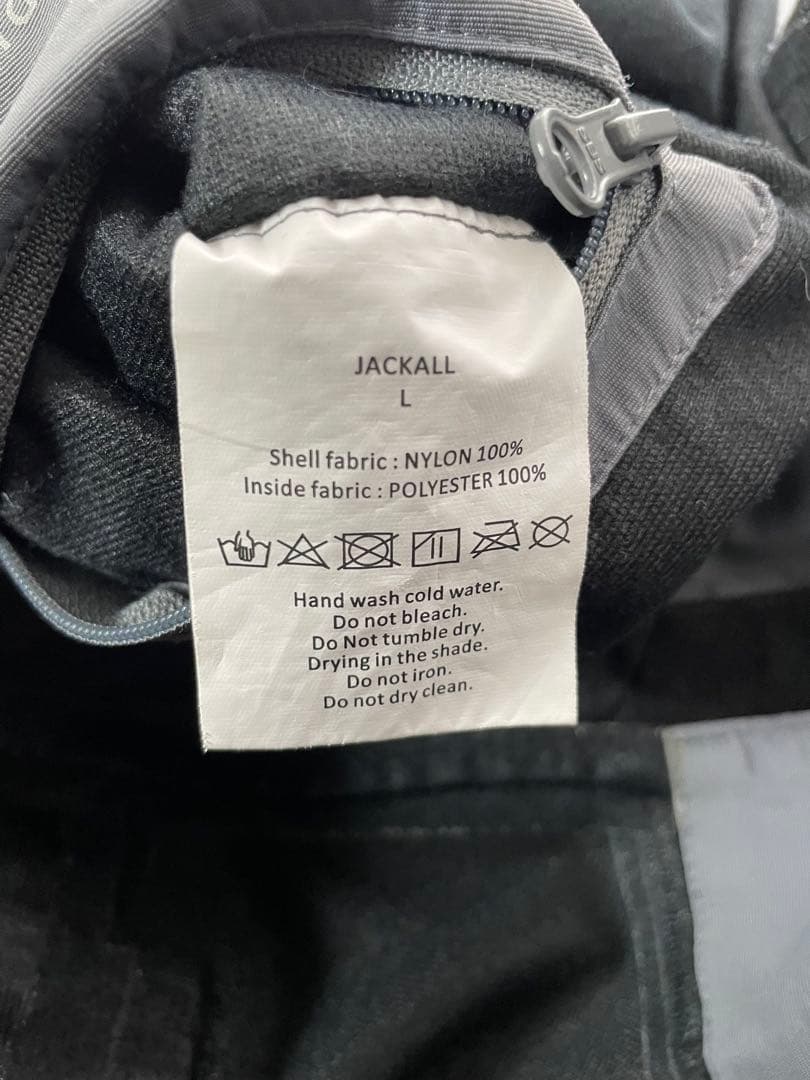 JACKALL
L
Shell fabric : NYLON 100%
Inside fabric : POLYESTER 100%
Hand wash cold water.
Do not bleach.
Do Not tumble dry.
Drying in the shade.
Do not iron.
Do not dry clean.